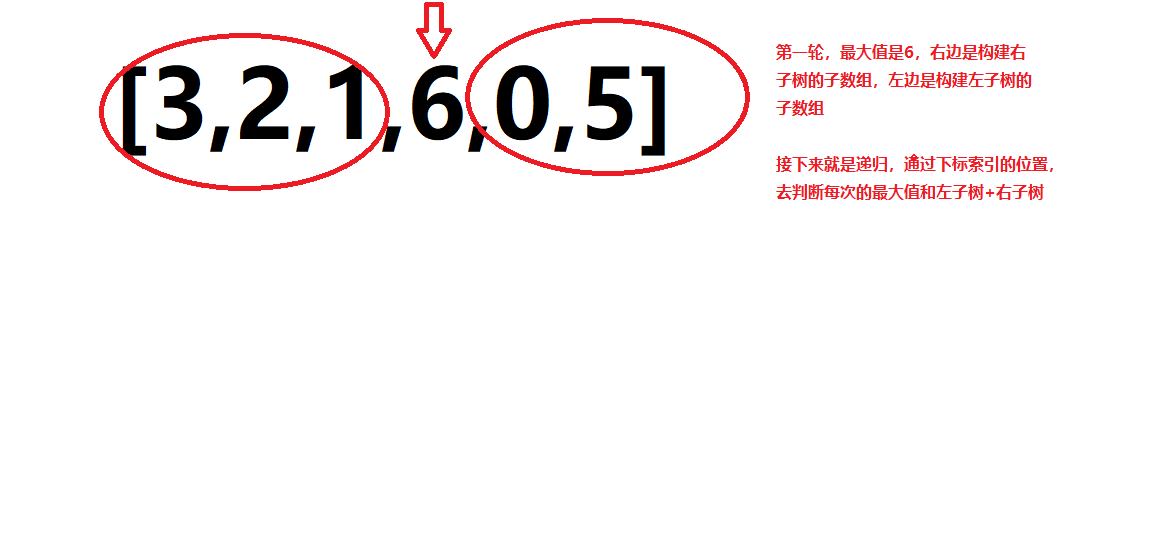 [3,2,1,6,0,5]
第一轮，最大值是6，右边是构建右
子树的子数组，左边是构建左子树的
子数组
接下来就是递归，通过下标索引的位置，
去判断每次的最大值和左子树+右子树